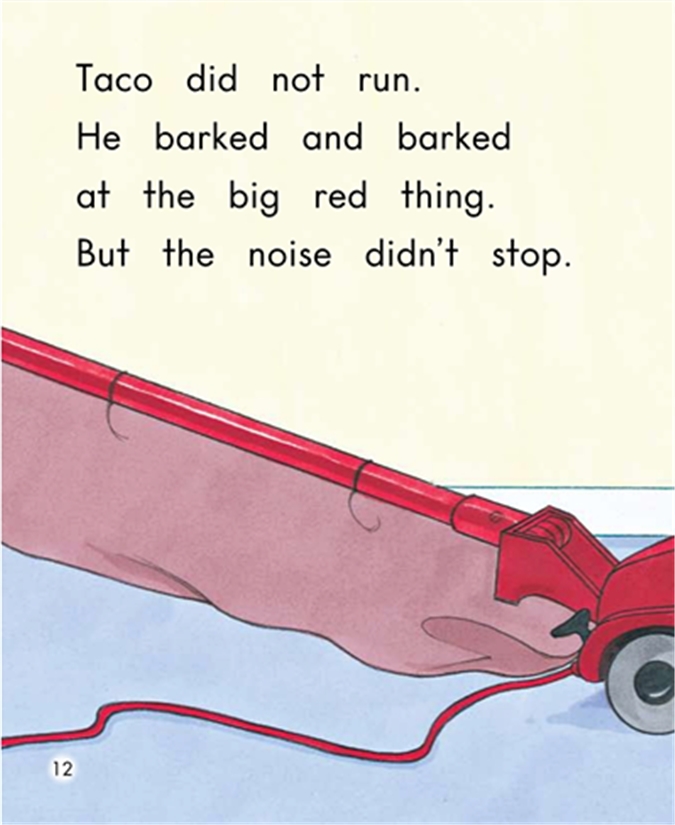 Taco did not run.
He barked and barked
at the big red thing.
But the noise didn't stop.
12